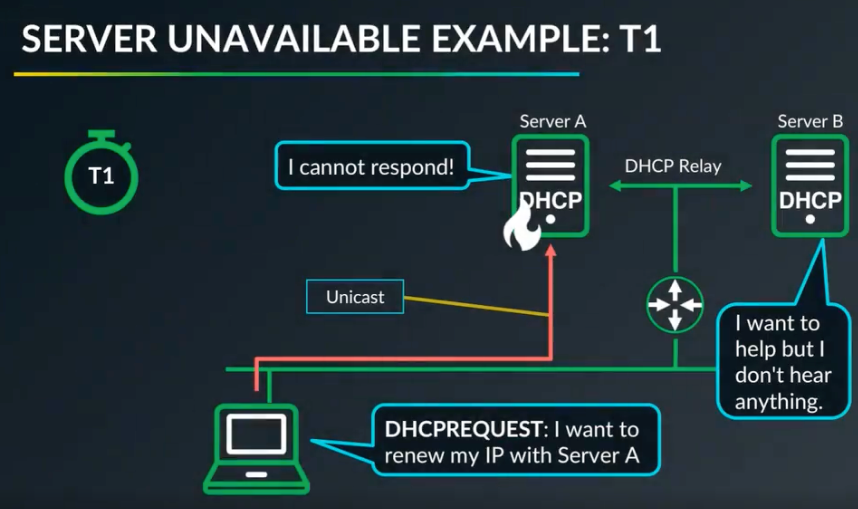 SERVER UNAVAILABLE EXAMPLE: T1
T1
I cannot respond!
Server A
DHCP
DHCP Relay
Server B
DHCP
Unicast
I want to
help but I
don't hear
anything.
DHCPREQUEST: I want to
renew my IP with Server A